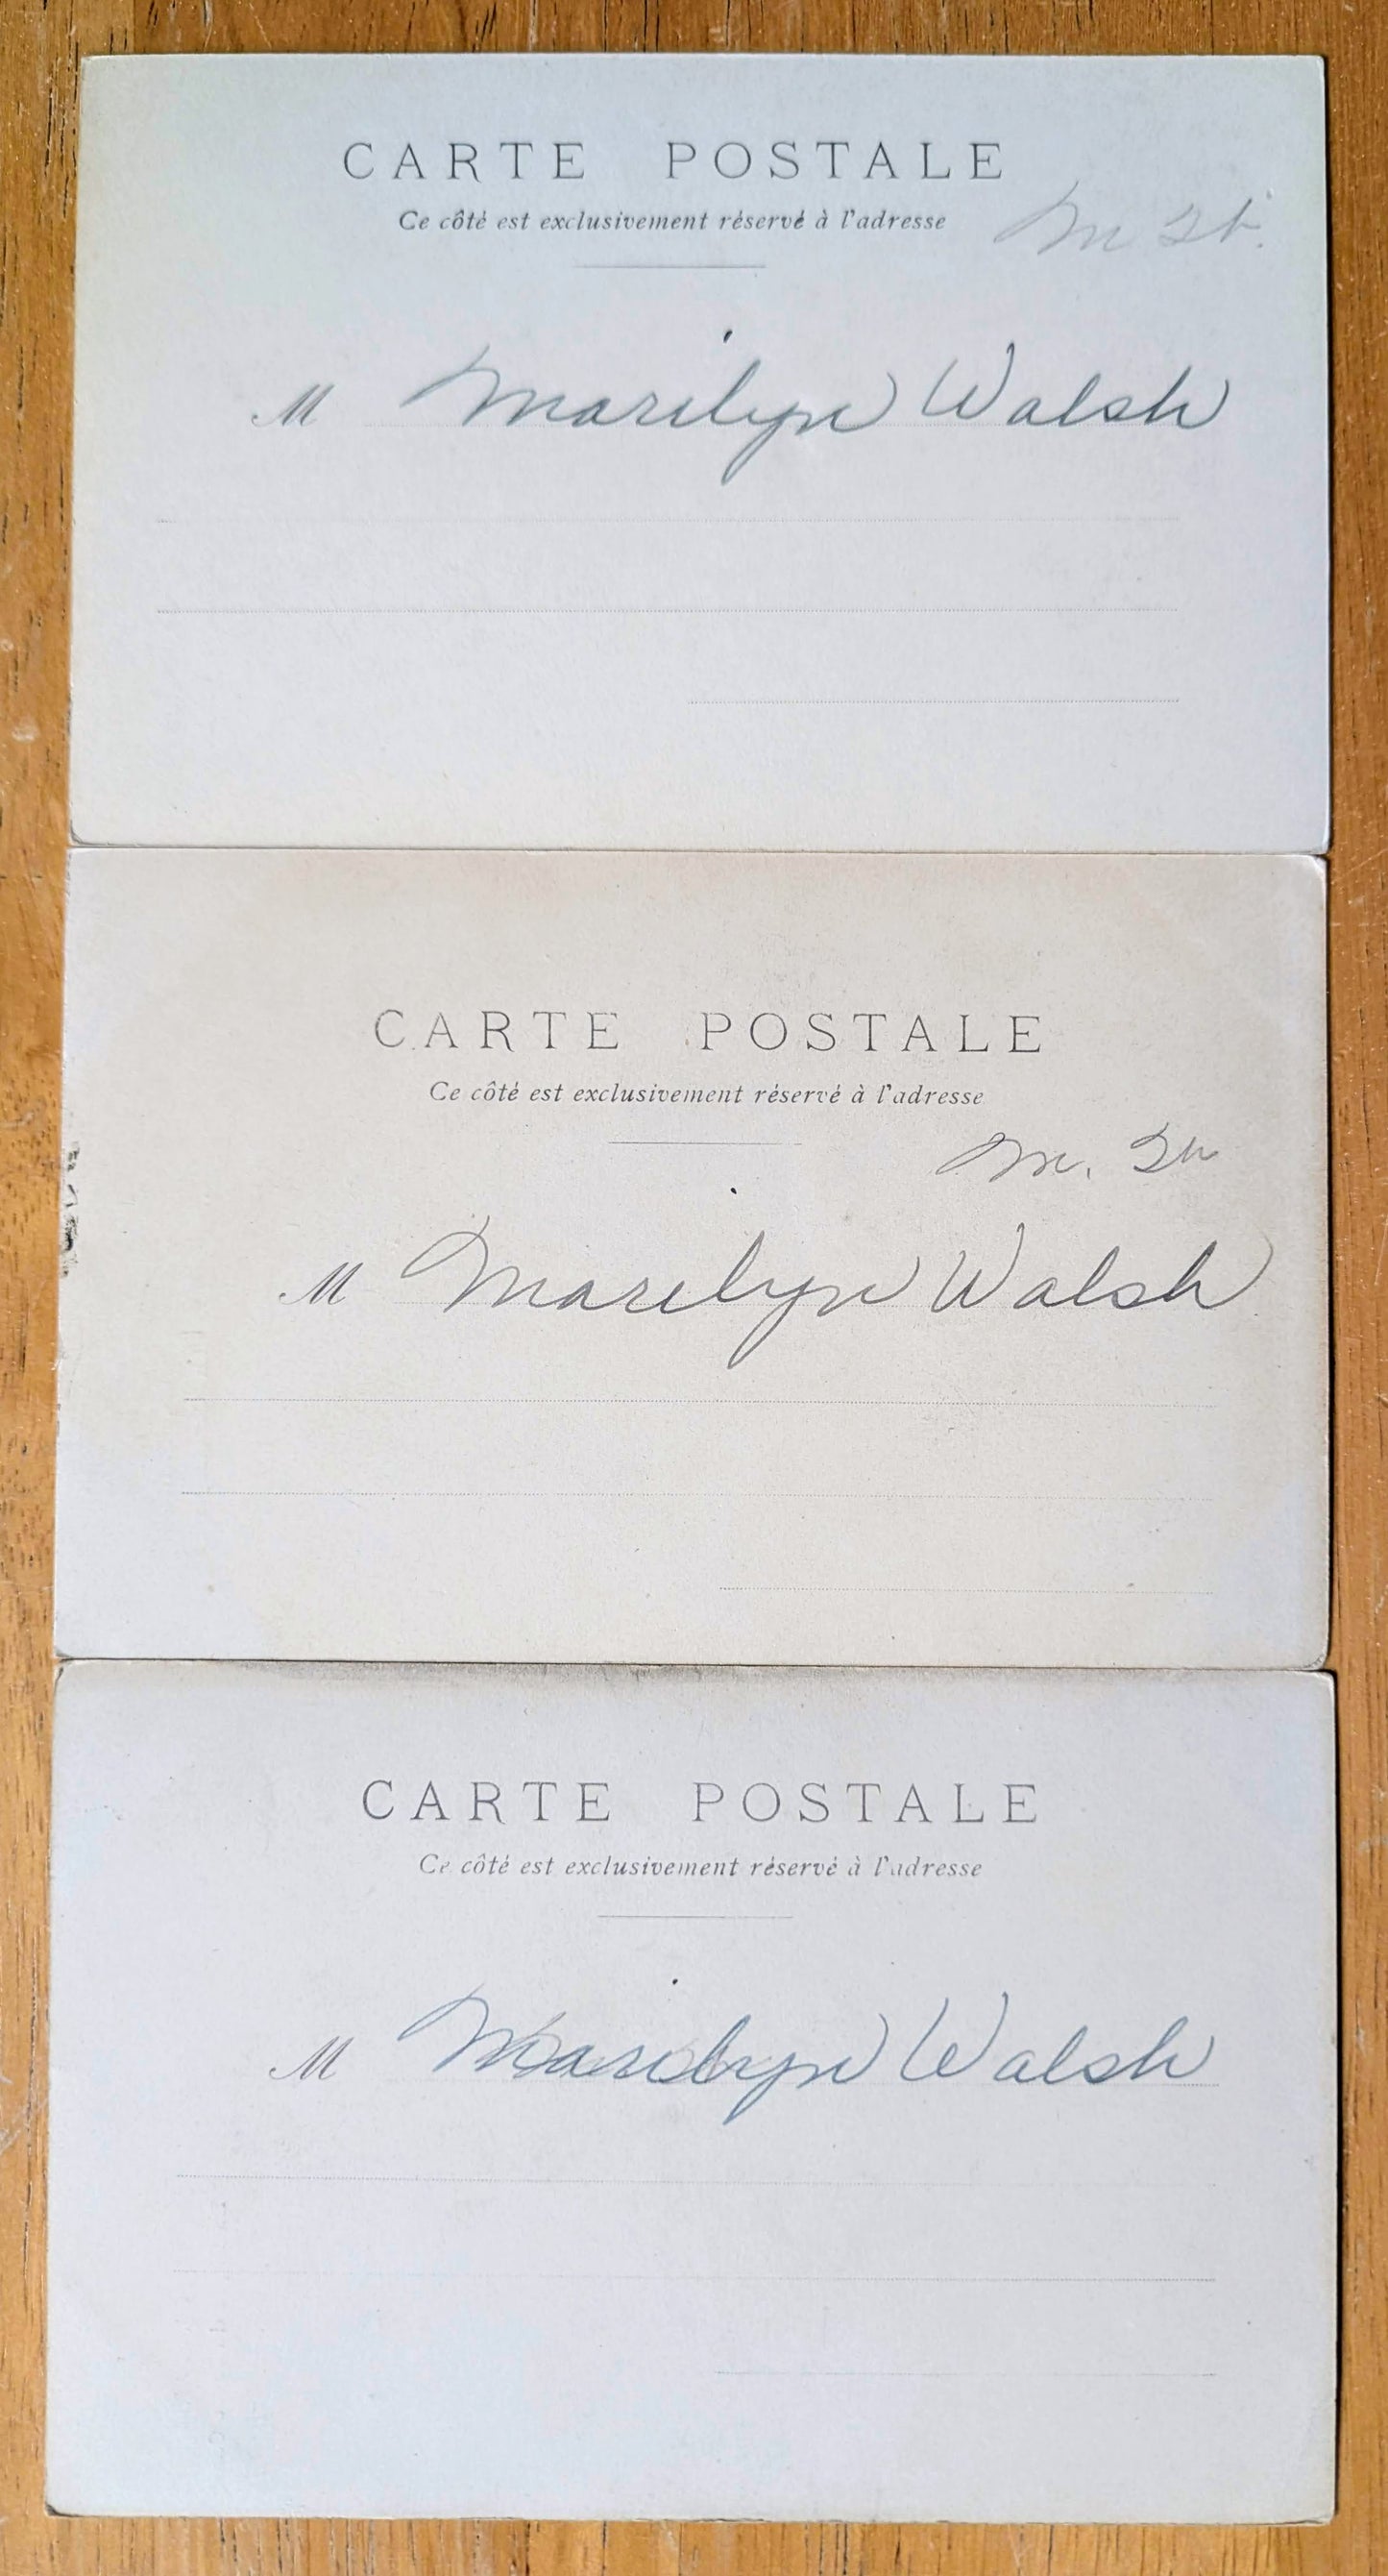 CARTE POSTALE
Ce côté est exclusivement réservé à l'adresse
M Marilyn Walsh
CARTE POSTALE
Ce côté est exclusivement réservé à l'adresse
M Marilyn Walsh
CARTE POSTALE
Ce côté est exclusivement réservé à l'adresse
M Marilyn Walsh